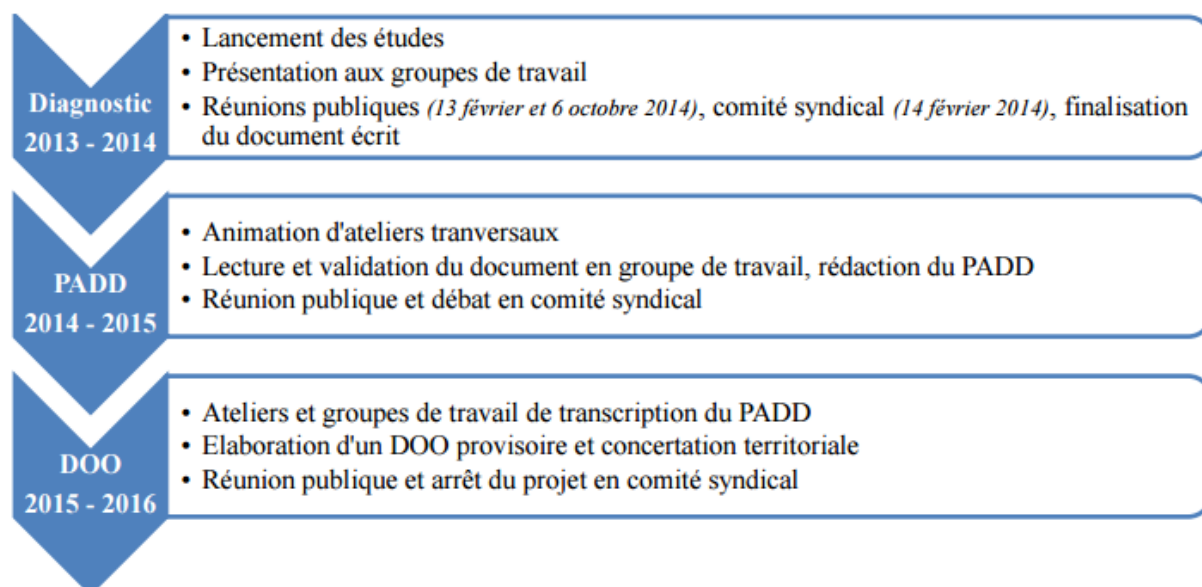 Diagnostic
2013 - 2014
• Lancement des études
• Présentation aux groupes de travail
• Réunions publiques (13 février et 6 octobre 2014), comité syndical (14 février 2014), finalisation
du document écrit
PADD
2014 - 2015
• Animation d'ateliers tranversaux
• Lecture et validation du document en groupe de travail, rédaction du PADD
• Réunion publique et débat en comité syndical
DOO
2015 - 2016
• Ateliers et groupes de travail de transcription du PADD
• Elaboration d'un DOO provisoire et concertation territoriale
• Réunion publique et arrêt du projet en comité syndical